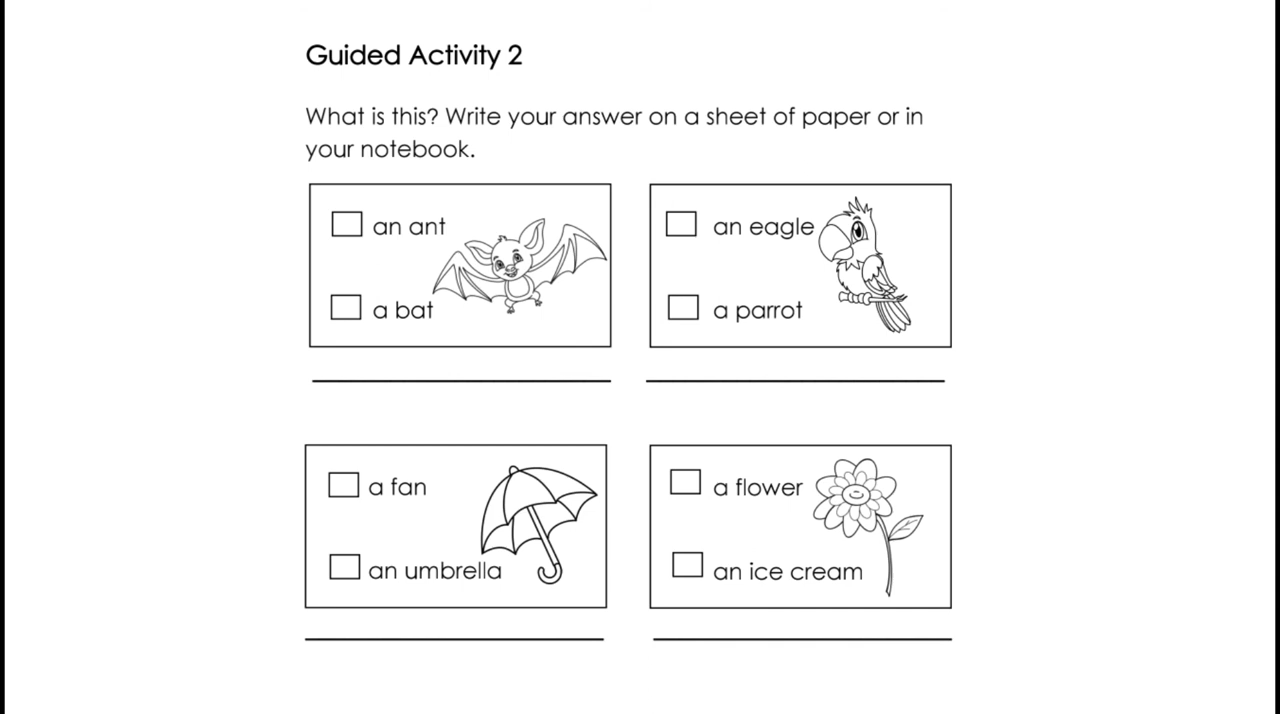 Guided Activity 2
What is this? Write your answer on a sheet of paper or in
your notebook.
an ant
a bat
an eagle
a parrot
a fan
an umbrella
a flower
an ice cream